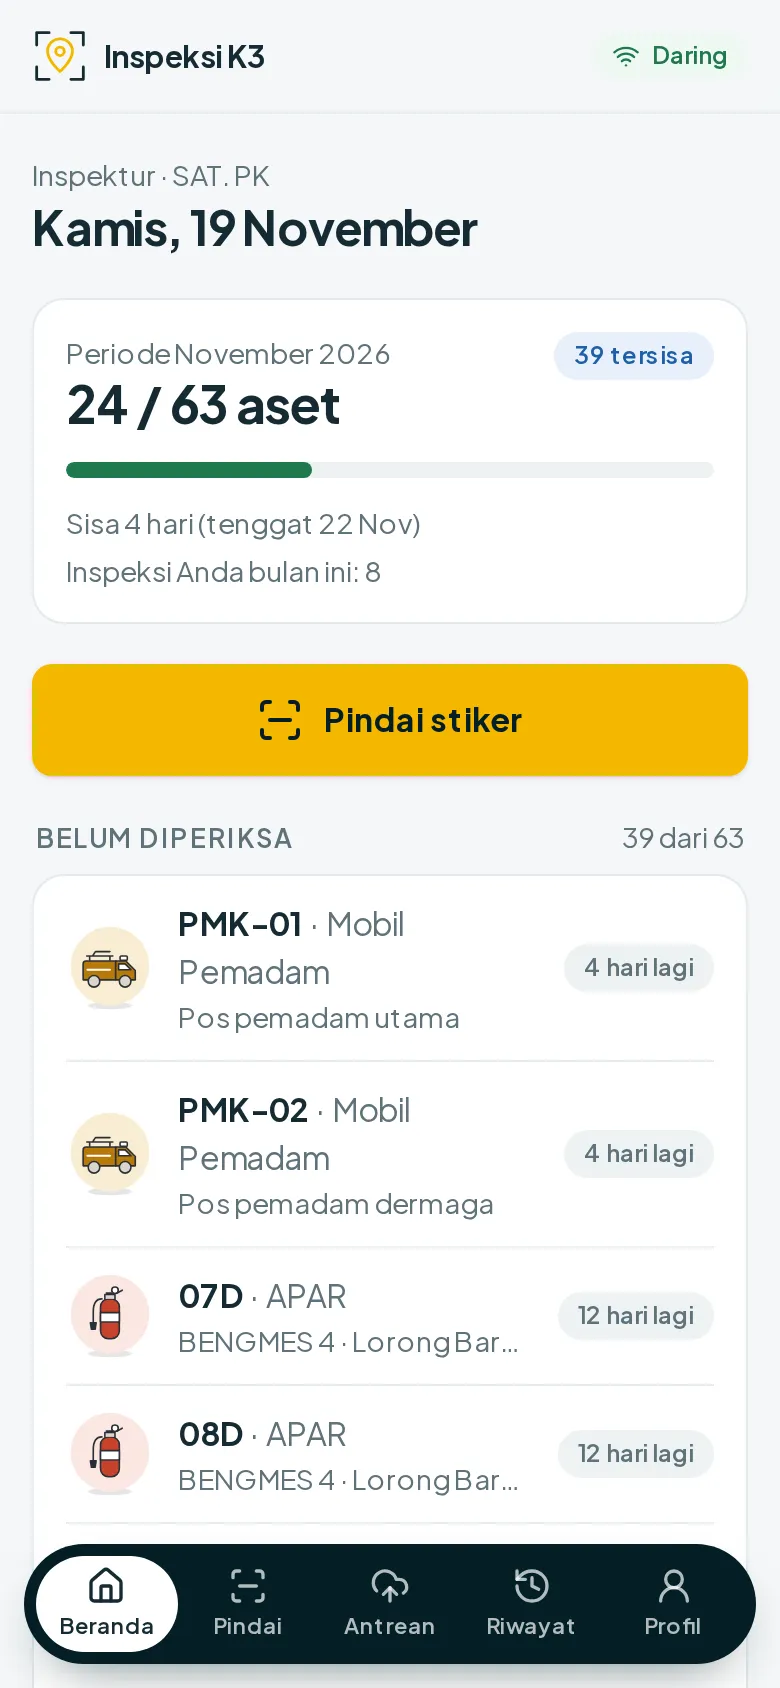 Inspeksi K3
Daring
Inspektur · SAT. PK
Kamis, 19 November
Periode November 2026
39 tersisa
24 / 63 aset
Sisa 4 hari (tenggat 22 Nov)
Inspeksi Anda bulan ini: 8
Pindai stiker
BELUM DIPERIKSA
39 dari 63
PMK-01 · Mobil
Pemadam
Pos pemadam utama
4 hari lagi
PMK-02 · Mobil
Pemadam
Pos pemadam dermaga
4 hari lagi
07D · APAR
BENGMES 4 · Lorong Bar...
12 hari lagi
08D · APAR
BENGMES 4 · Lorong Bar...
12 hari lagi
Beranda
Pindai
Antrean
Riwayat
Profil